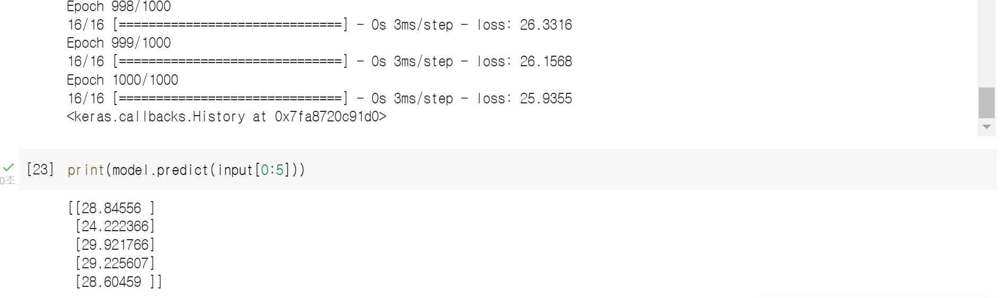 Epoch 998/1000
16/16 [==============================] - 0s 3ms/step - loss: 26.3316
Epoch 999/1000
16/16 [==============================] - 0s 3ms/step - loss: 26.1568
Epoch 1000/1000
16/16 [==============================] - 0s 3ms/step - loss: 25.9355
<keras.callbacks.History at 0x7fa8720c91d0>
[23] print(model.predict(input[0:5]))
0초
[[28.84556 ]
 [24.222366]
 [29.921766]
 [29.225607]
 [28.60459 ]]